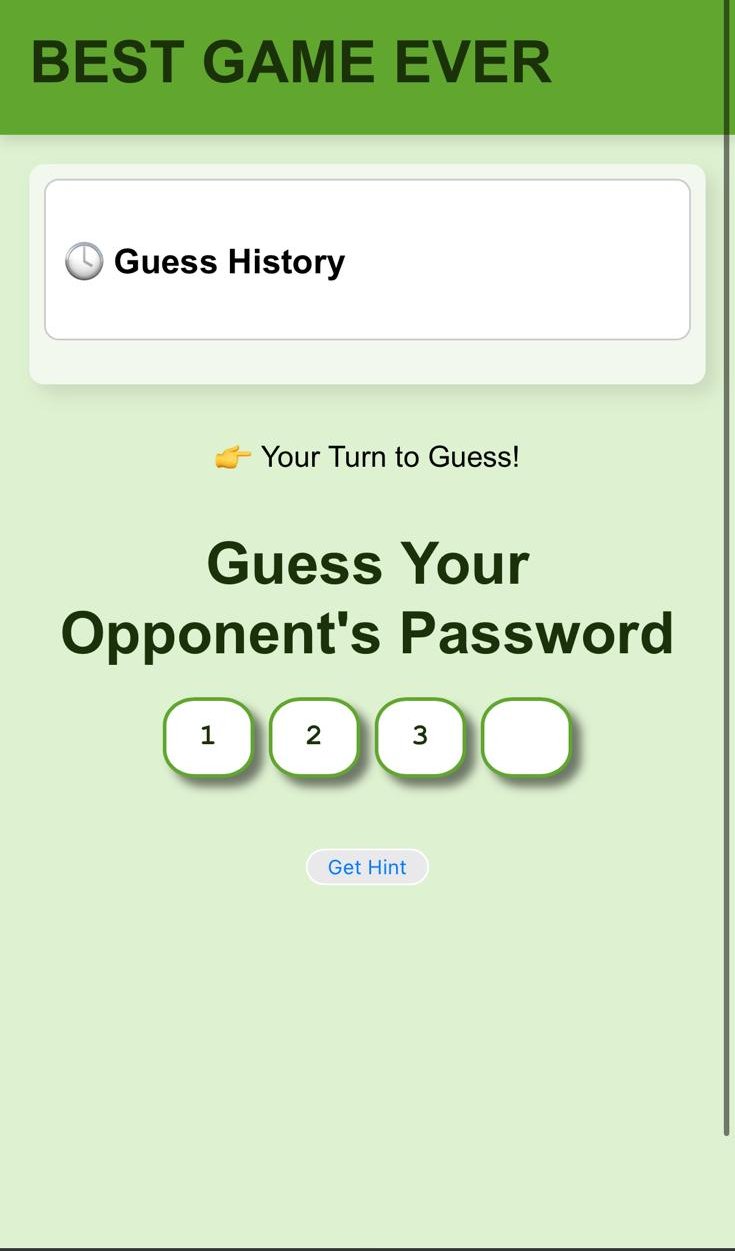 BEST GAME EVER
🕓 Guess History
👉 Your Turn to Guess!
Guess Your
Opponent's Password
1 2 3
Get Hint